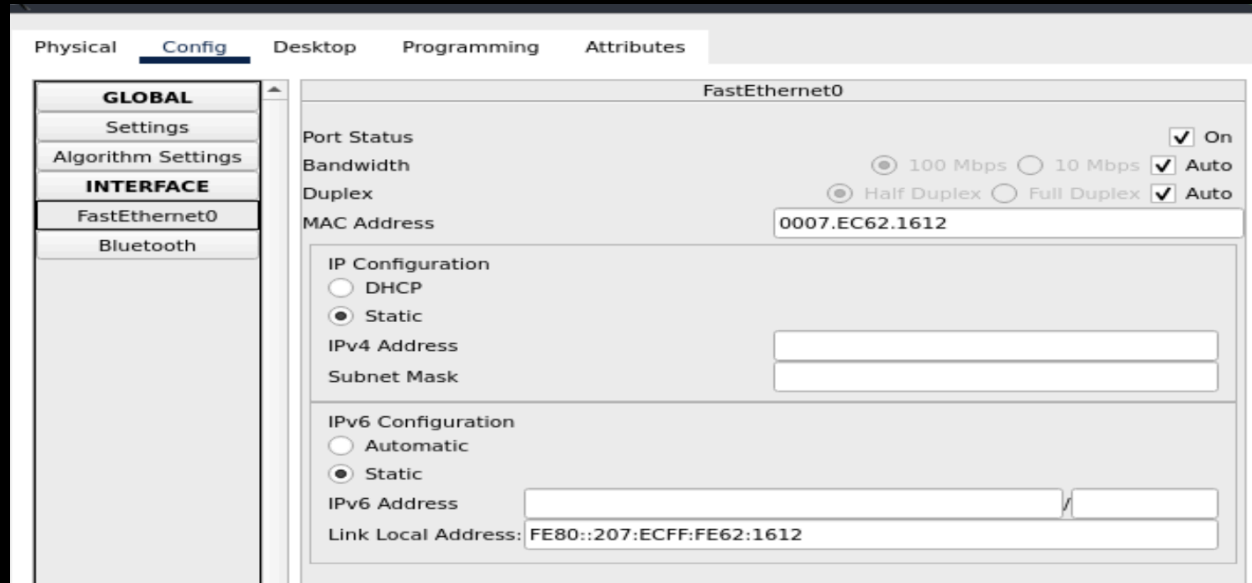 Physical Config Desktop Programming Attributes
GLOBAL
Settings
Algorithm Settings
INTERFACE
FastEthernet0
Bluetooth
FastEthernet0
Port Status On
Bandwidth 100 Mbps 10 Mbps Auto
Duplex Half Duplex Full Duplex Auto
MAC Address 0007.EC62.1612
IP Configuration
DHCP
Static
IPv4 Address
Subnet Mask
IPv6 Configuration
Automatic
Static
IPv6 Address /
Link Local Address: FE80::207:ECFF:FE62:1612